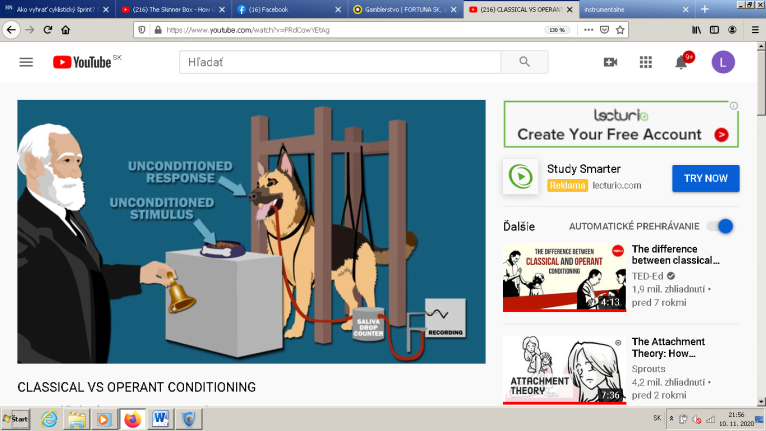 Ako vyhrať cyklistický šprint?
(216) The Skinner Box - How
(16) Facebook
Gamblerstvo | FORTUNA SK,
(216) CLASSICAL VS OPERANT
instrumentalne
https://www.youtube.com/watch?v=PRdCowYEtAg
130 %
YouTube SK
Hľadať
9+
L
UNCONDITIONED
RESPONSE
UNCONDITIONED
STIMULUS
SALIVA
DROP
COUNTER
RECORDING
CLASSICAL VS OPERANT CONDITIONING
lecturio
Create Your Free Account
Study Smarter
Reklama lecturio.com
TRY NOW
Ďalšie
AUTOMATICKÉ PREHRÁVANIE
THE DIFFERENCE BETWEEN
CLASSICAL AND OPERANT
CONDITIONING
4:13
The difference
between classical...
TED-Ed
1,9 mil. zhliadnutí •
pred 7 rokmi
ATTACHMENT
THEORY
7:36
The Attachment
Theory: How...
Sprouts
4,2 mil. zhliadnutí •
pred 2 rokmi
Start
SK
21:56
10. 11. 2020